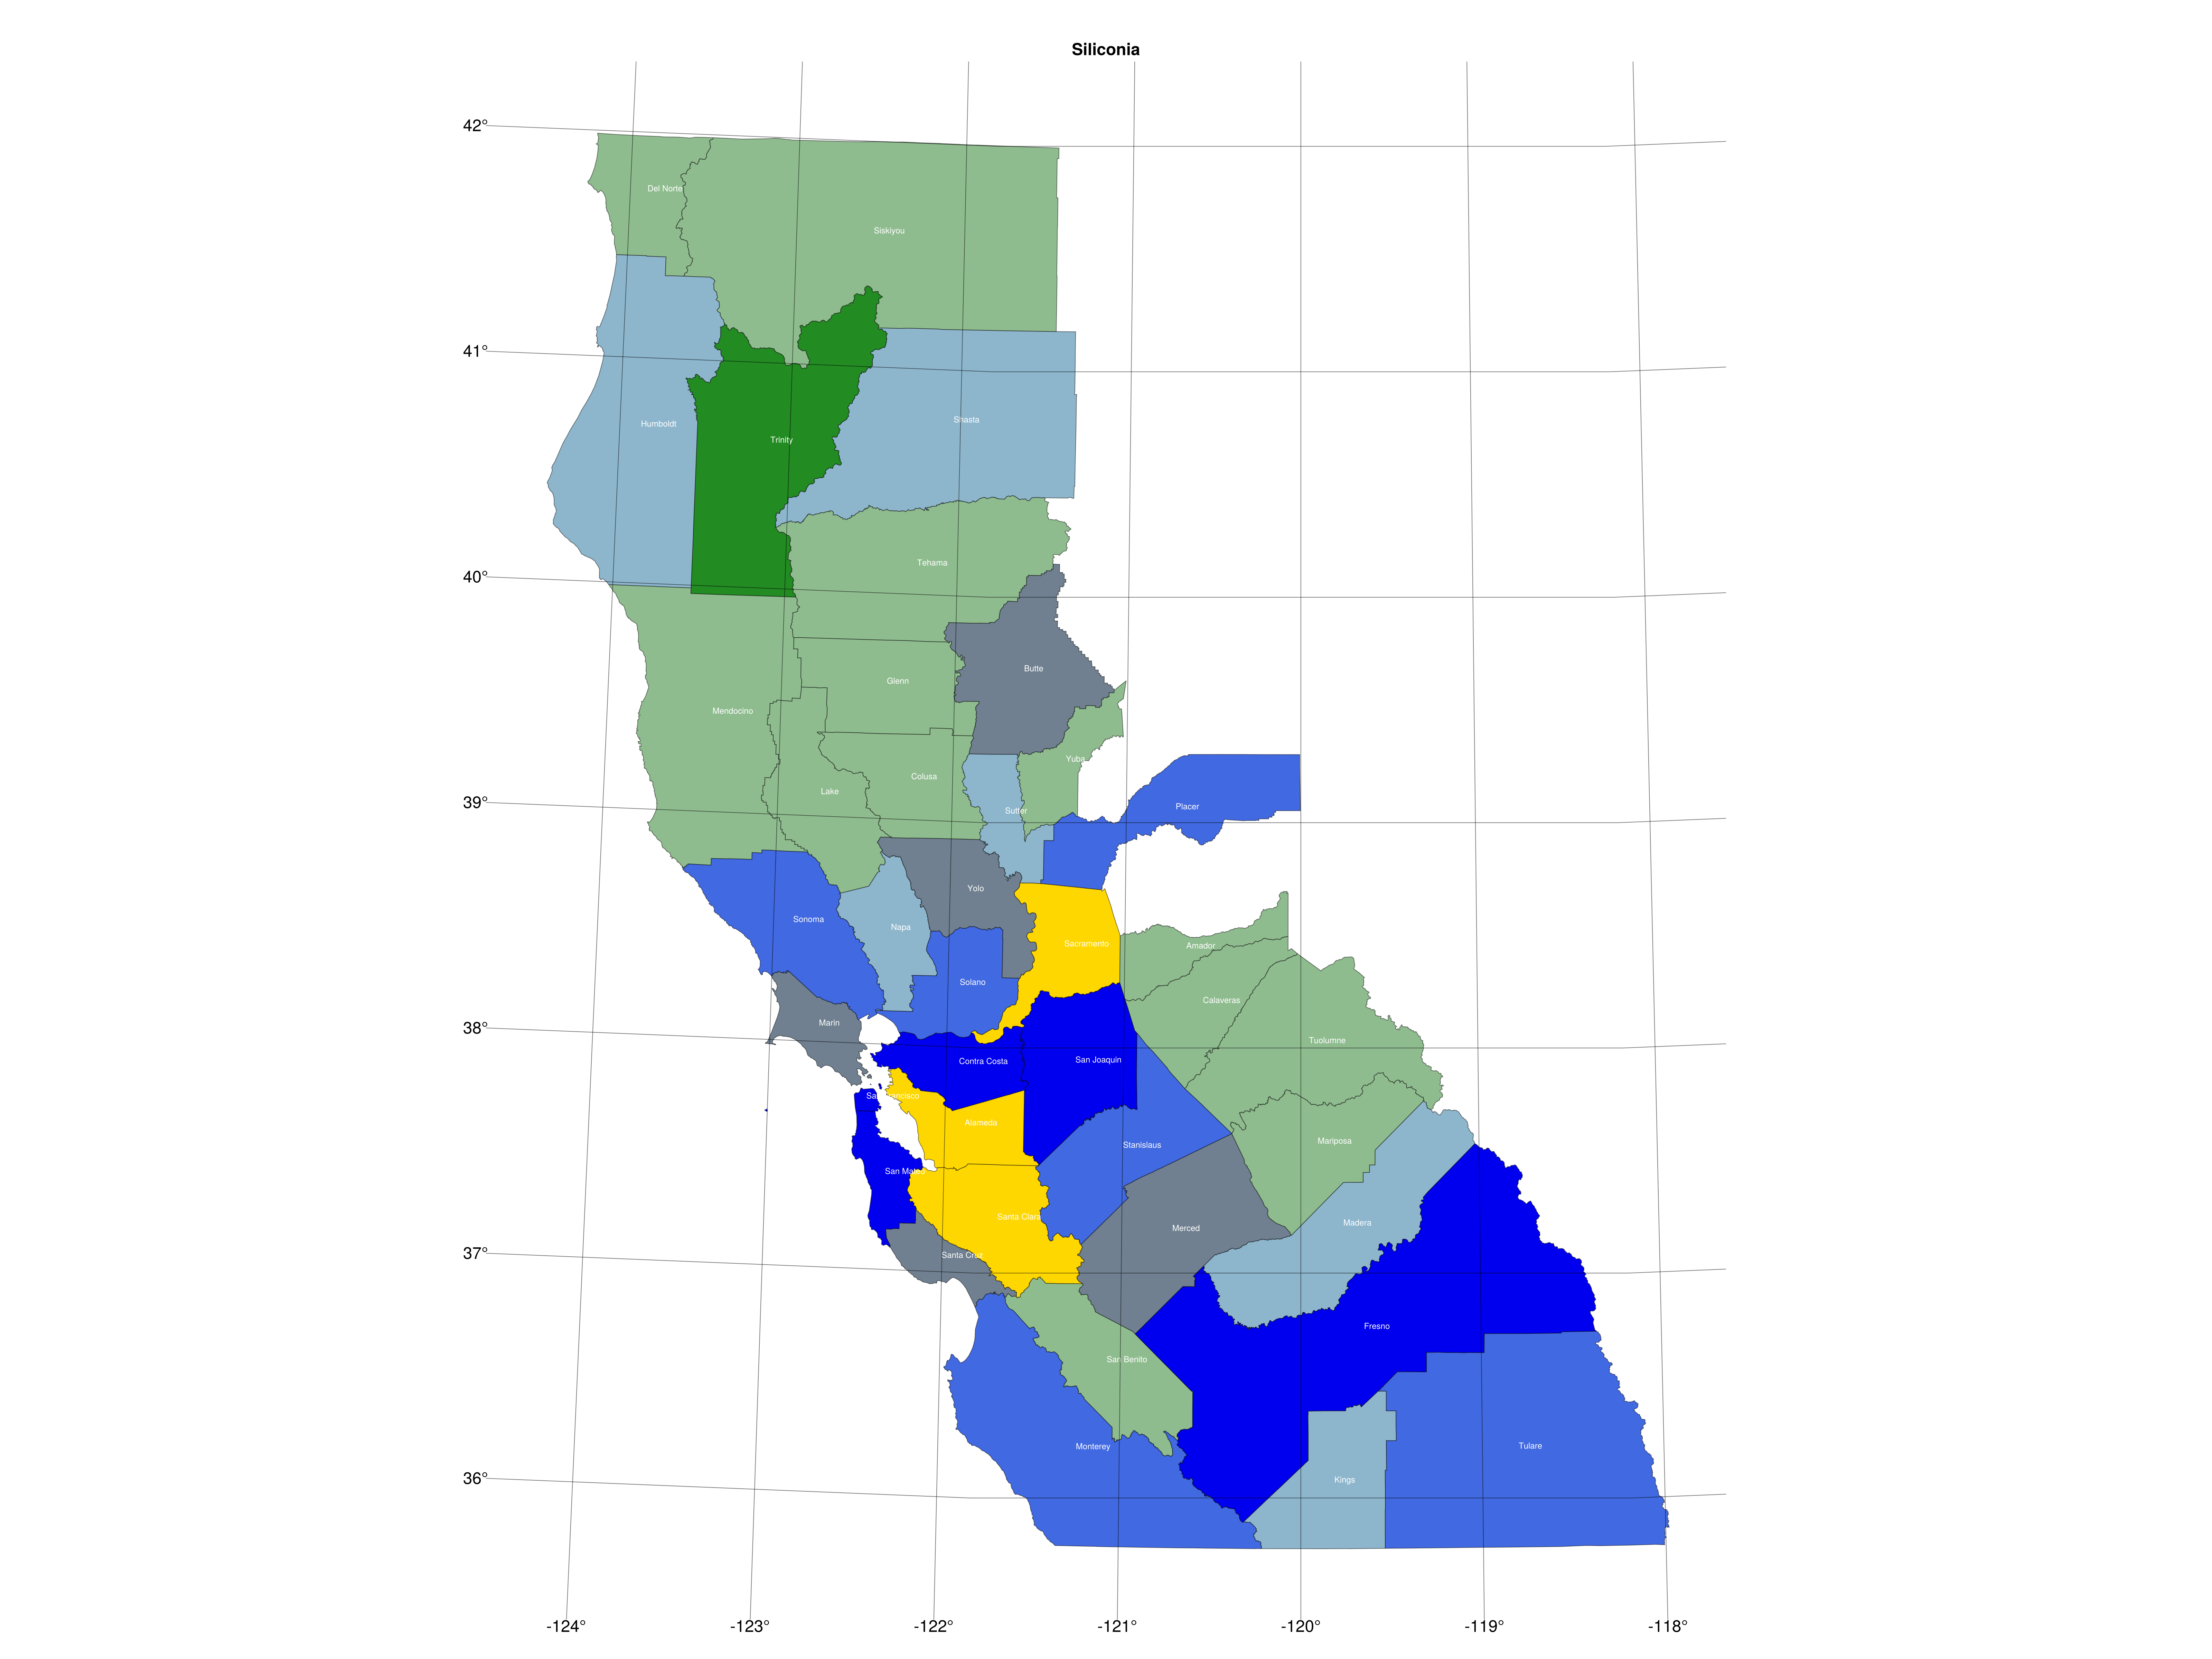 Siliconia
42°
Del Norte
Siskiyou
41°
Shasta
Humboldt
Trinity
40°
Tehama
Butte
Glenn
Mendocino
Yuba
Colusa
Lake
39°
Placer
Sutter
Yolo
Sonoma
Napa
Sacramento
Amador
Solano
Calaveras
38°
Marin
Tuolumne
Contra Costa
San Joaquin
San Francisco
Alameda
Stanislaus
Mariposa
San Mateo
Santa Clara
Madera
Merced
37°
Santa Cruz
Fresno
San Benito
Monterey
Tulare
36°
Kings
-124°
-123°
-122°
-121°
-120°
-119°
-118°